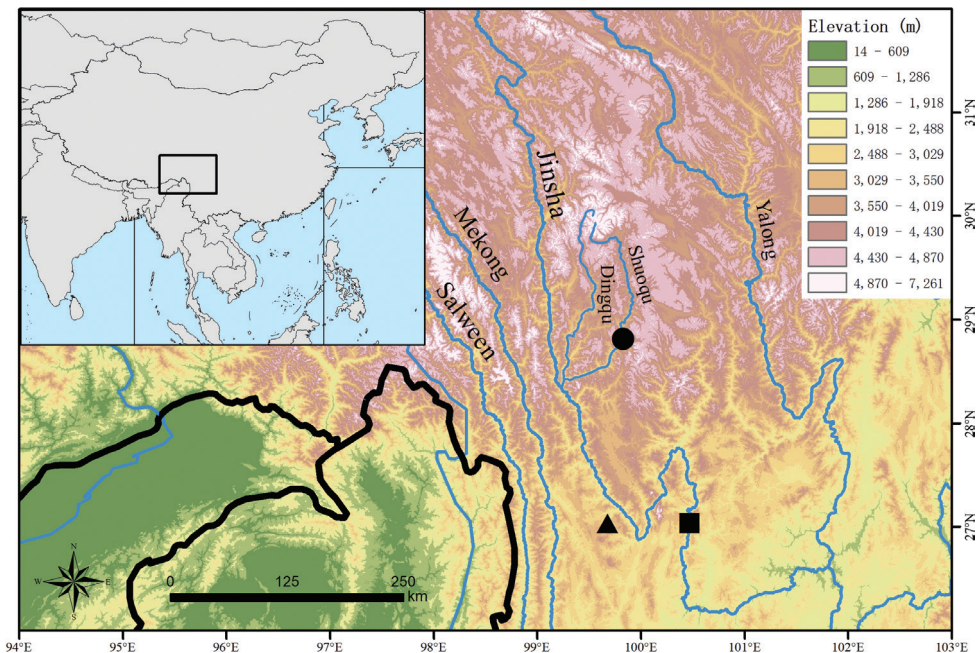 Elevation (m)
14 - 609
609 - 1,286
1,286 - 1,918
1,918 - 2,488
2,488 - 3,029
3,029 - 3,550
3,550 - 4,019
4,019 - 4,430
4,430 - 4,870
4,870 - 7,261
Jinsha
Mekong
Salween
Yalong
Shuoqu
Dingqu
31°N
30°N
29°N
28°N
27°N
N
W
E
S
0
125
250
km
94°E
95°E
96°E
97°E
98°E
99°E
100°E
101°E
102°E
103°E